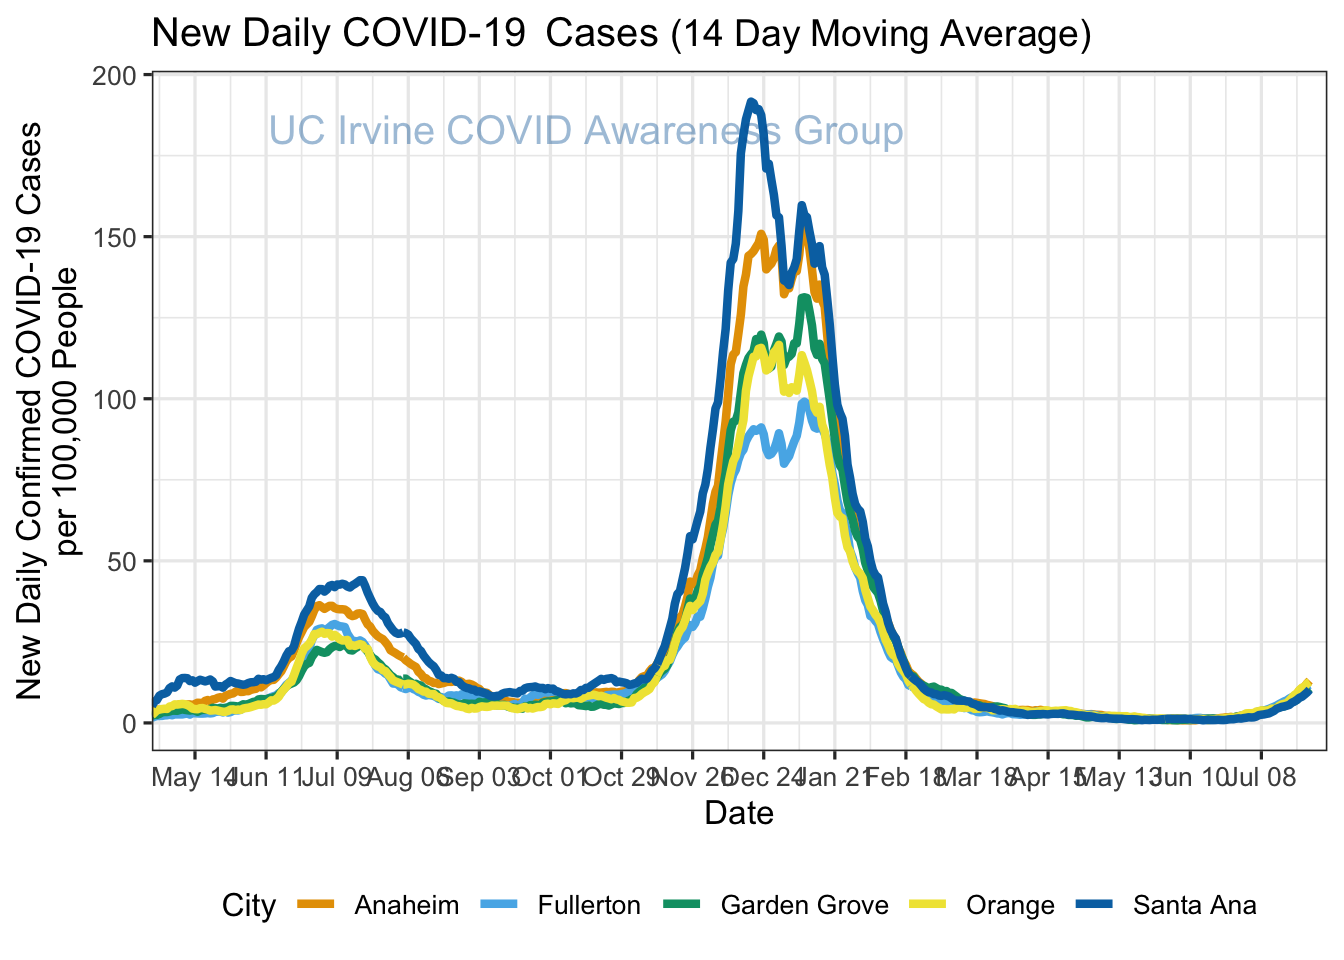 New Daily COVID-19  Cases (14 Day Moving Average)
UC Irvine COVID Awareness Group
New Daily Confirmed COVID-19 Cases
per 100,000 People
200
150
100
50
0
May 14 Jun 11 Jul 09 Aug 06 Sep 03 Oct 01 Oct 29 Nov 26 Dec 24 Jan 21 Feb 18 Mar 18 Apr 15 May 13 Jun 10 Jul 08
Date
City Anaheim Fullerton Garden Grove Orange Santa Ana